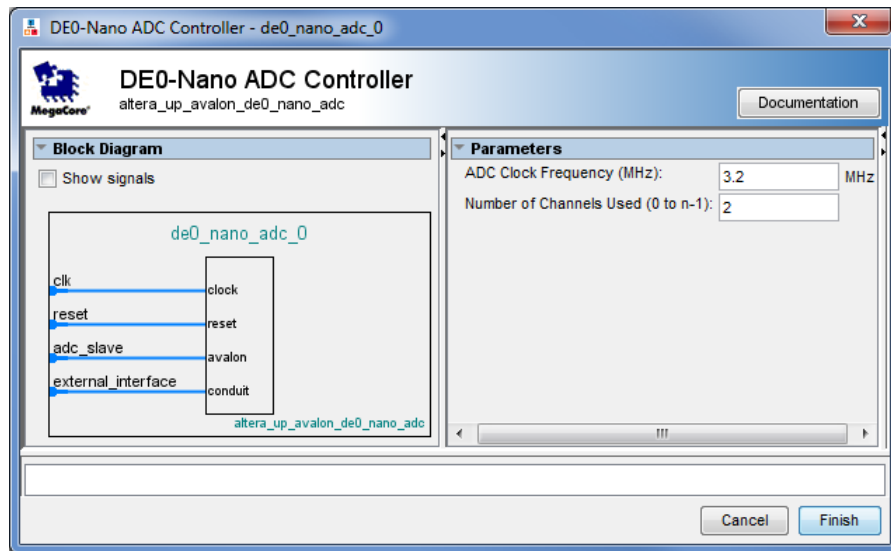 DE0-Nano ADC Controller - de0_nano_adc_0
DE0-Nano ADC Controller
altera_up_avalon_de0_nano_adc
MegaCore®
Documentation
Block Diagram
Show signals
de0_nano_adc_0
clk
clock
reset
reset
adc_slave
avalon
external_interface
conduit
altera_up_avalon_de0_nano_adc
Parameters
ADC Clock Frequency (MHz): 3.2 MHz
Number of Channels Used (0 to n-1): 2
Cancel
Finish